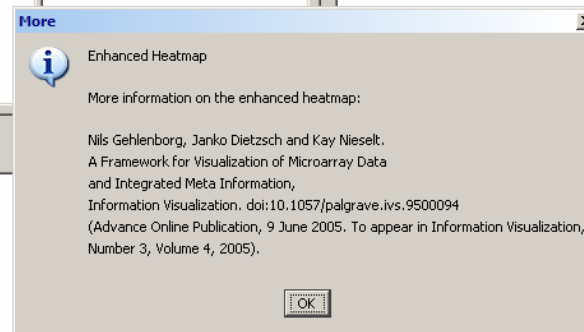 More
Enhanced Heatmap
More information on the enhanced heatmap:
Nils Gehlenborg, Janko Dietzsch and Kay Nieselt.
A Framework for Visualization of Microarray Data
and Integrated Meta Information,
Information Visualization. doi:10.1057/palgrave.ivs.9500094
(Advance Online Publication, 9 June 2005. To appear in Information Visualization,
Number 3, Volume 4, 2005).
OK